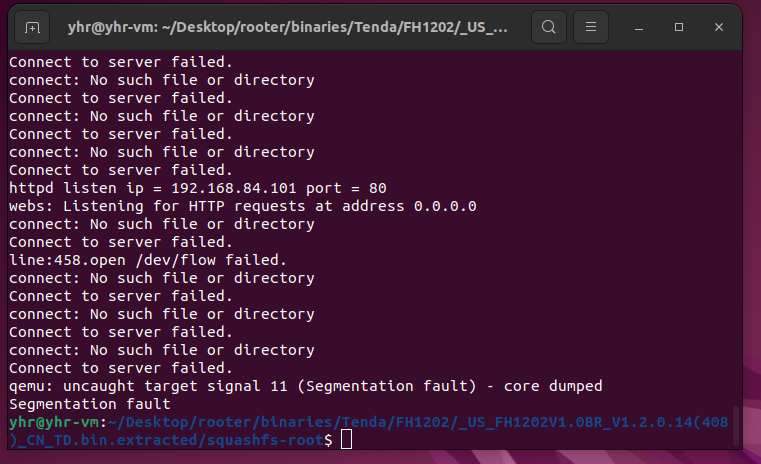 yhr@yhr-vm: ~/Desktop/rooter/binaries/Tenda/FH1202/_US_...
Connect to server failed.
connect: No such file or directory
Connect to server failed.
connect: No such file or directory
Connect to server failed.
connect: No such file or directory
Connect to server failed.
httpd listen ip = 192.168.84.101 port = 80
webs: Listening for HTTP requests at address 0.0.0.0
connect: No such file or directory
Connect to server failed.
line:458.open /dev/flow failed.
connect: No such file or directory
Connect to server failed.
connect: No such file or directory
Connect to server failed.
connect: No such file or directory
Connect to server failed.
qemu: uncaught target signal 11 (Segmentation fault) - core dumped
Segmentation fault
yhr@yhr-vm:~/Desktop/rooter/binaries/Tenda/FH1202/_US_FH1202V1.0BR_V1.2.0.14(408
)_CN_TD.bin.extracted/squashfs-root$